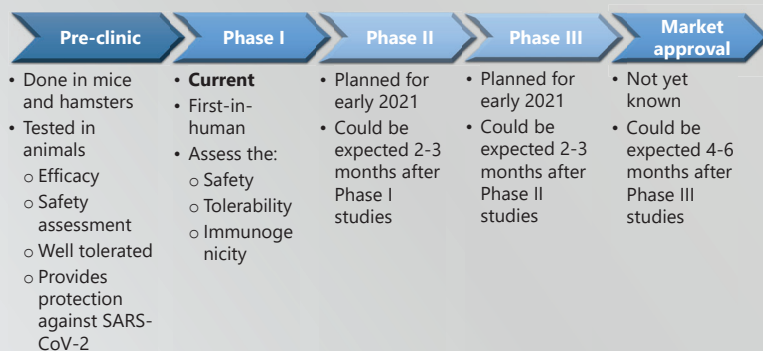 Pre-clinic
Phase I
Phase II
Phase III
Market
approval
• Done in mice
and hamsters
• Tested in
animals
o Efficacy
o Safety
assessment
o Well tolerated
o Provides
protection
against SARS-
CoV-2
• Current
• First-in-
human
• Assess the:
o Safety
o Tolerability
o Immunoge
nicity
• Planned for
early 2021
• Could be
expected 2-3
months after
Phase I
studies
• Planned for
early 2021
• Could be
expected 2-3
months after
Phase II
studies
• Not yet
known
• Could be
expected 4-6
months after
Phase III
studies